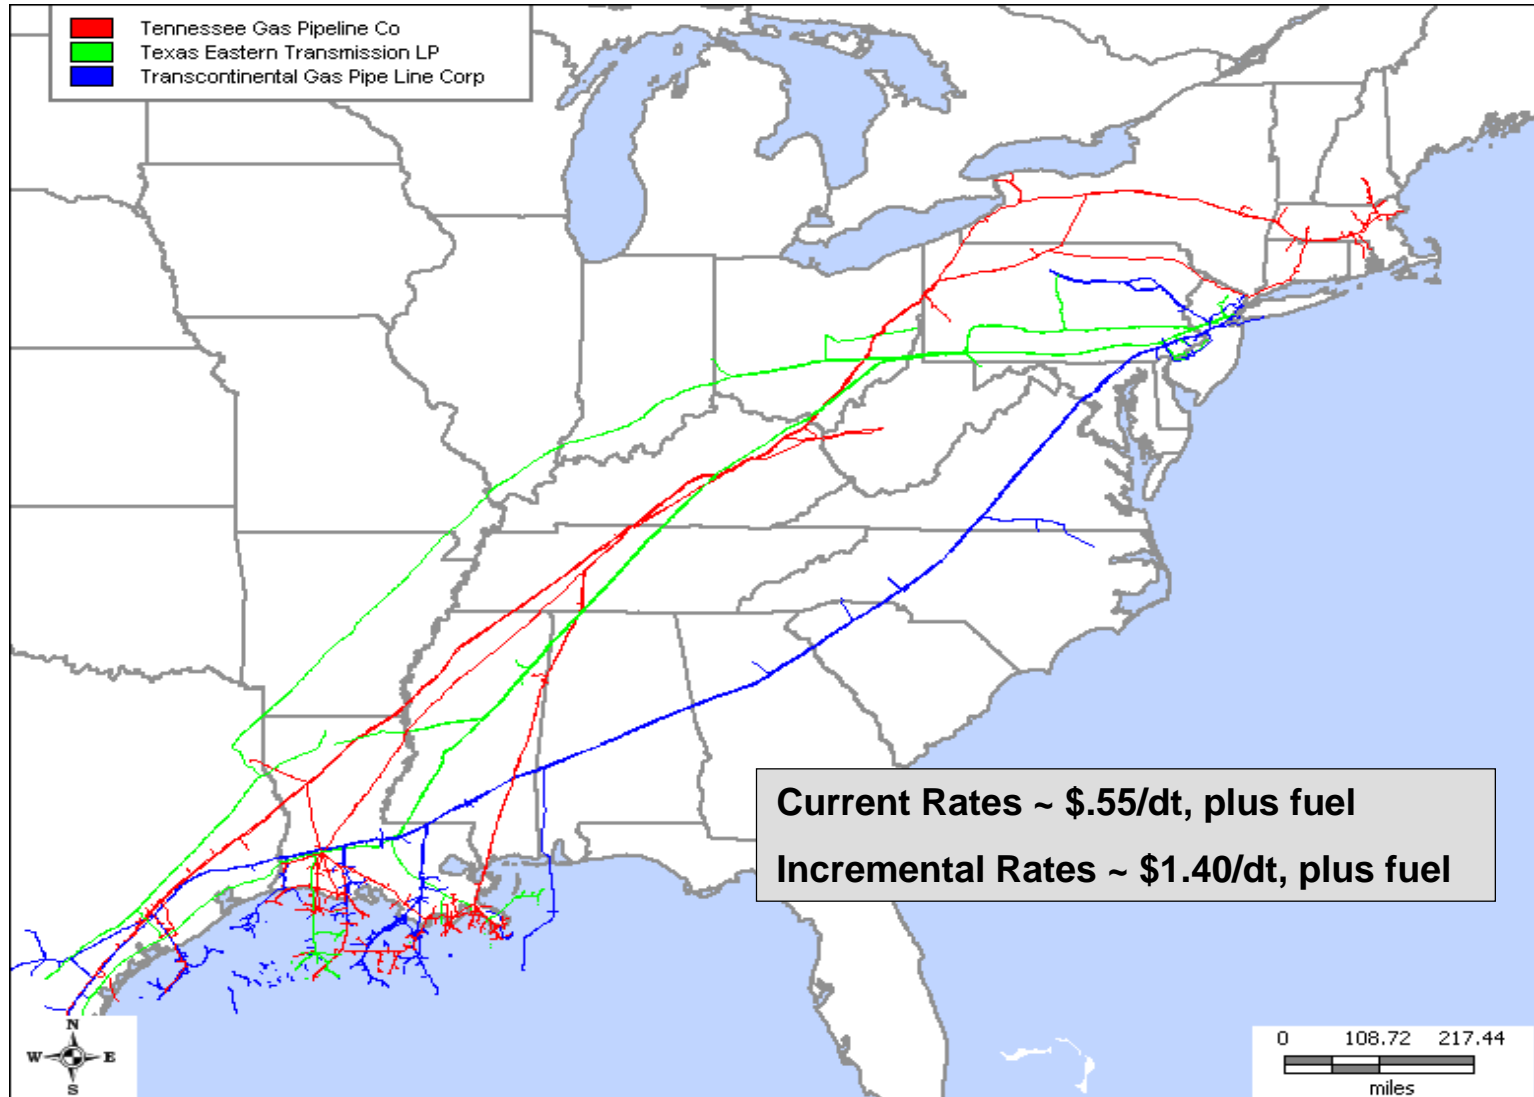 Tennessee Gas Pipeline Co
Texas Eastern Transmission LP
Transcontinental Gas Pipe Line Corp
Current Rates ~ $.55/dt, plus fuel
Incremental Rates ~ $1.40/dt, plus fuel
N
W E
S
0 108.72 217.44
miles